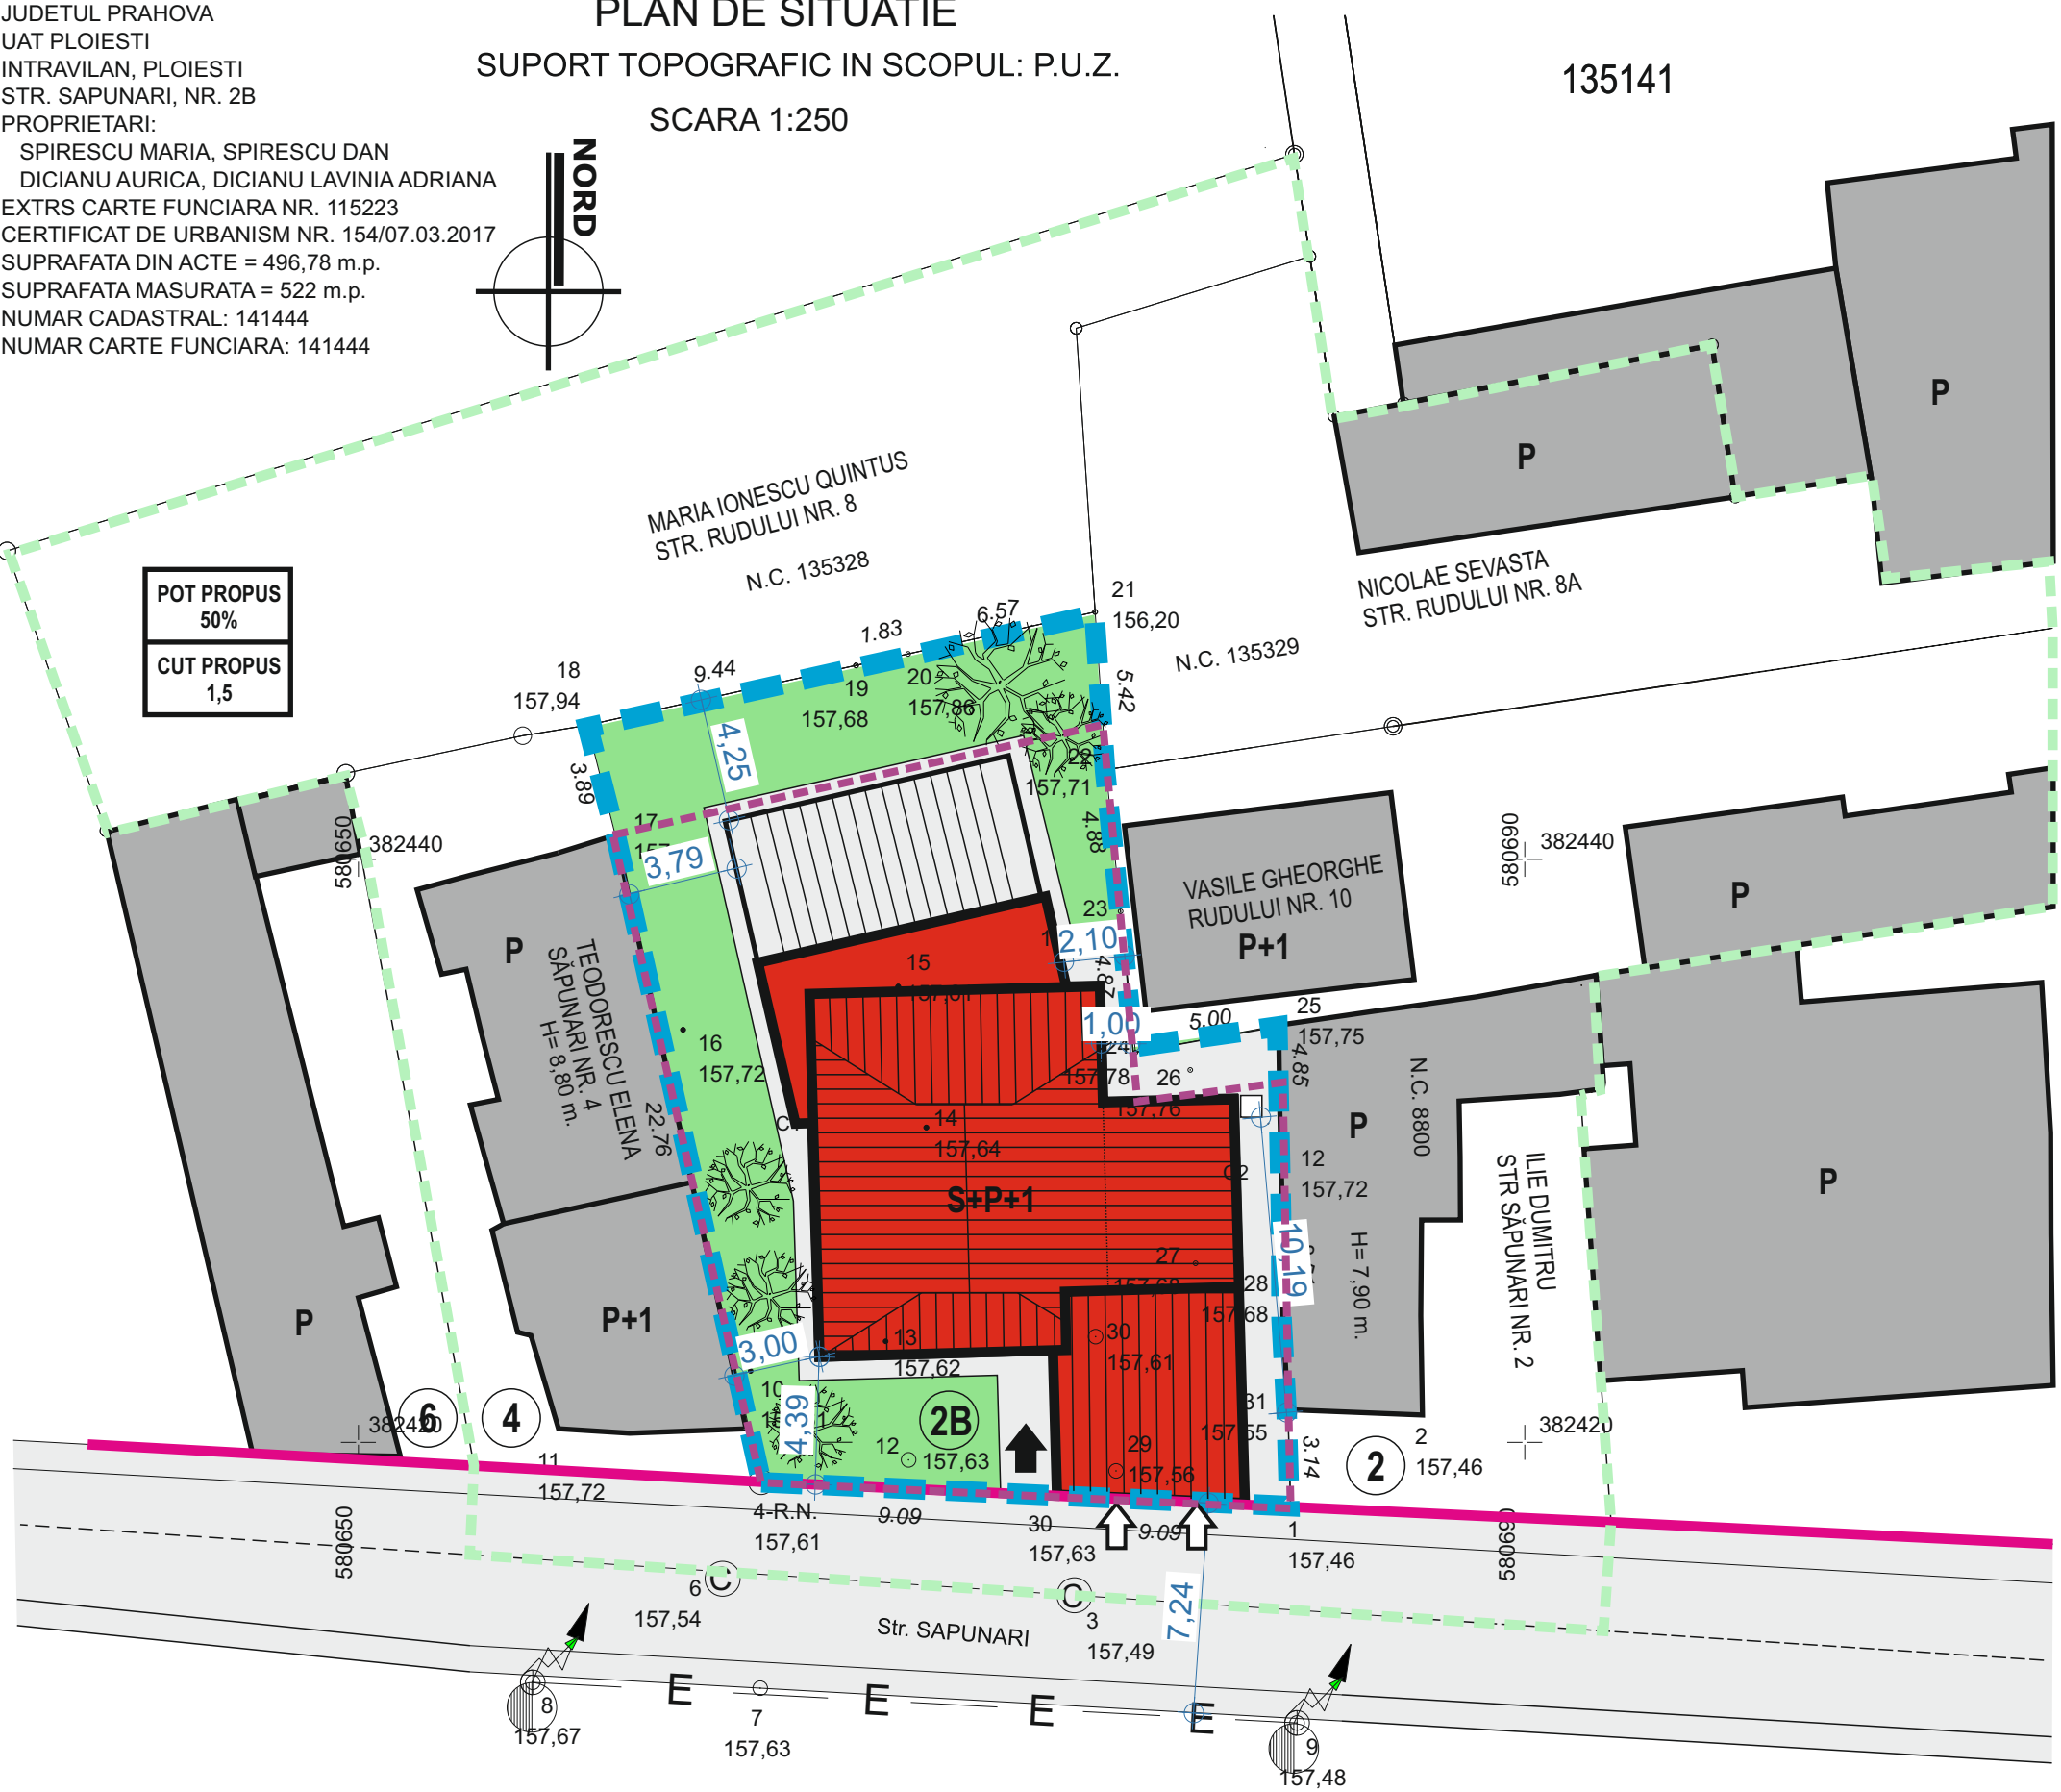 JUDETUL PRAHOVA
UAT PLOIESTI
INTRAVILAN, PLOIESTI
STR. SAPUNARI, NR. 2B
PROPRIETARI:
SPIRESCU MARIA, SPIRESCU DAN
DICIANU AURICA, DICIANU LAVINIA ADRIANA
EXTRS CARTE FUNCIARA NR. 115223
CERTIFICAT DE URBANISM NR. 154/07.03.2017
SUPRAFATA DIN ACTE = 496,78 m.p.
SUPRAFATA MASURATA = 522 m.p.
NUMAR CADASTRAL: 141444
NUMAR CARTE FUNCIARA: 141444
PLAN DE SITUATIE
SUPORT TOPOGRAFIC IN SCOPUL: P.U.Z.
SCARA 1:250
NORD
135141
P
P
MARIA IONESCU QUINTUS
STR. RUDULUI NR. 8
N.C. 135328
NICOLAE SEVASTA
STR. RUDULUI NR. 8A
N.C. 135329
POT PROPUS
50%
CUT PROPUS
1,5
21
156,20
6.57
1.83
9.44
18
157,94
19
157,68
20
157,86
5.42
4,25
3.89
22
157,71
4.88
17
3,79
580650
382440
580690
382440
VASILE GHEORGHE
RUDULUI NR. 10
P+1
P
P
TEODORESCU ELENA
SĂPUNARI NR. 4
H= 8,80 m.
23
2,10
4.87
15
1,00
5.00
25
157,75
24
157,78
26
157,76
4.85
16
157,72
22.76
14
157,64
S+P+1
12
157,72
P
N.C. 8800
H= 7,90 m.
ILIE DUMITRU
STR SĂPUNARI NR. 2
P
10,19
27
28
157,68
P
P+1
3,00
13
157,62
30
157,61
10
4,39
12
157,63
2B
29
157,56
31
3.14
6
4
382420
2
2
157,46
382420
11
157,72
4-R.N.
157,61
9.09
30
157,63
9.09
1
157,46
580650
580690
6
157,54
C
C
3
157,49
7,24
Str. SAPUNARI
8
157,67
E
7
157,63
E
E
E
9
157,48